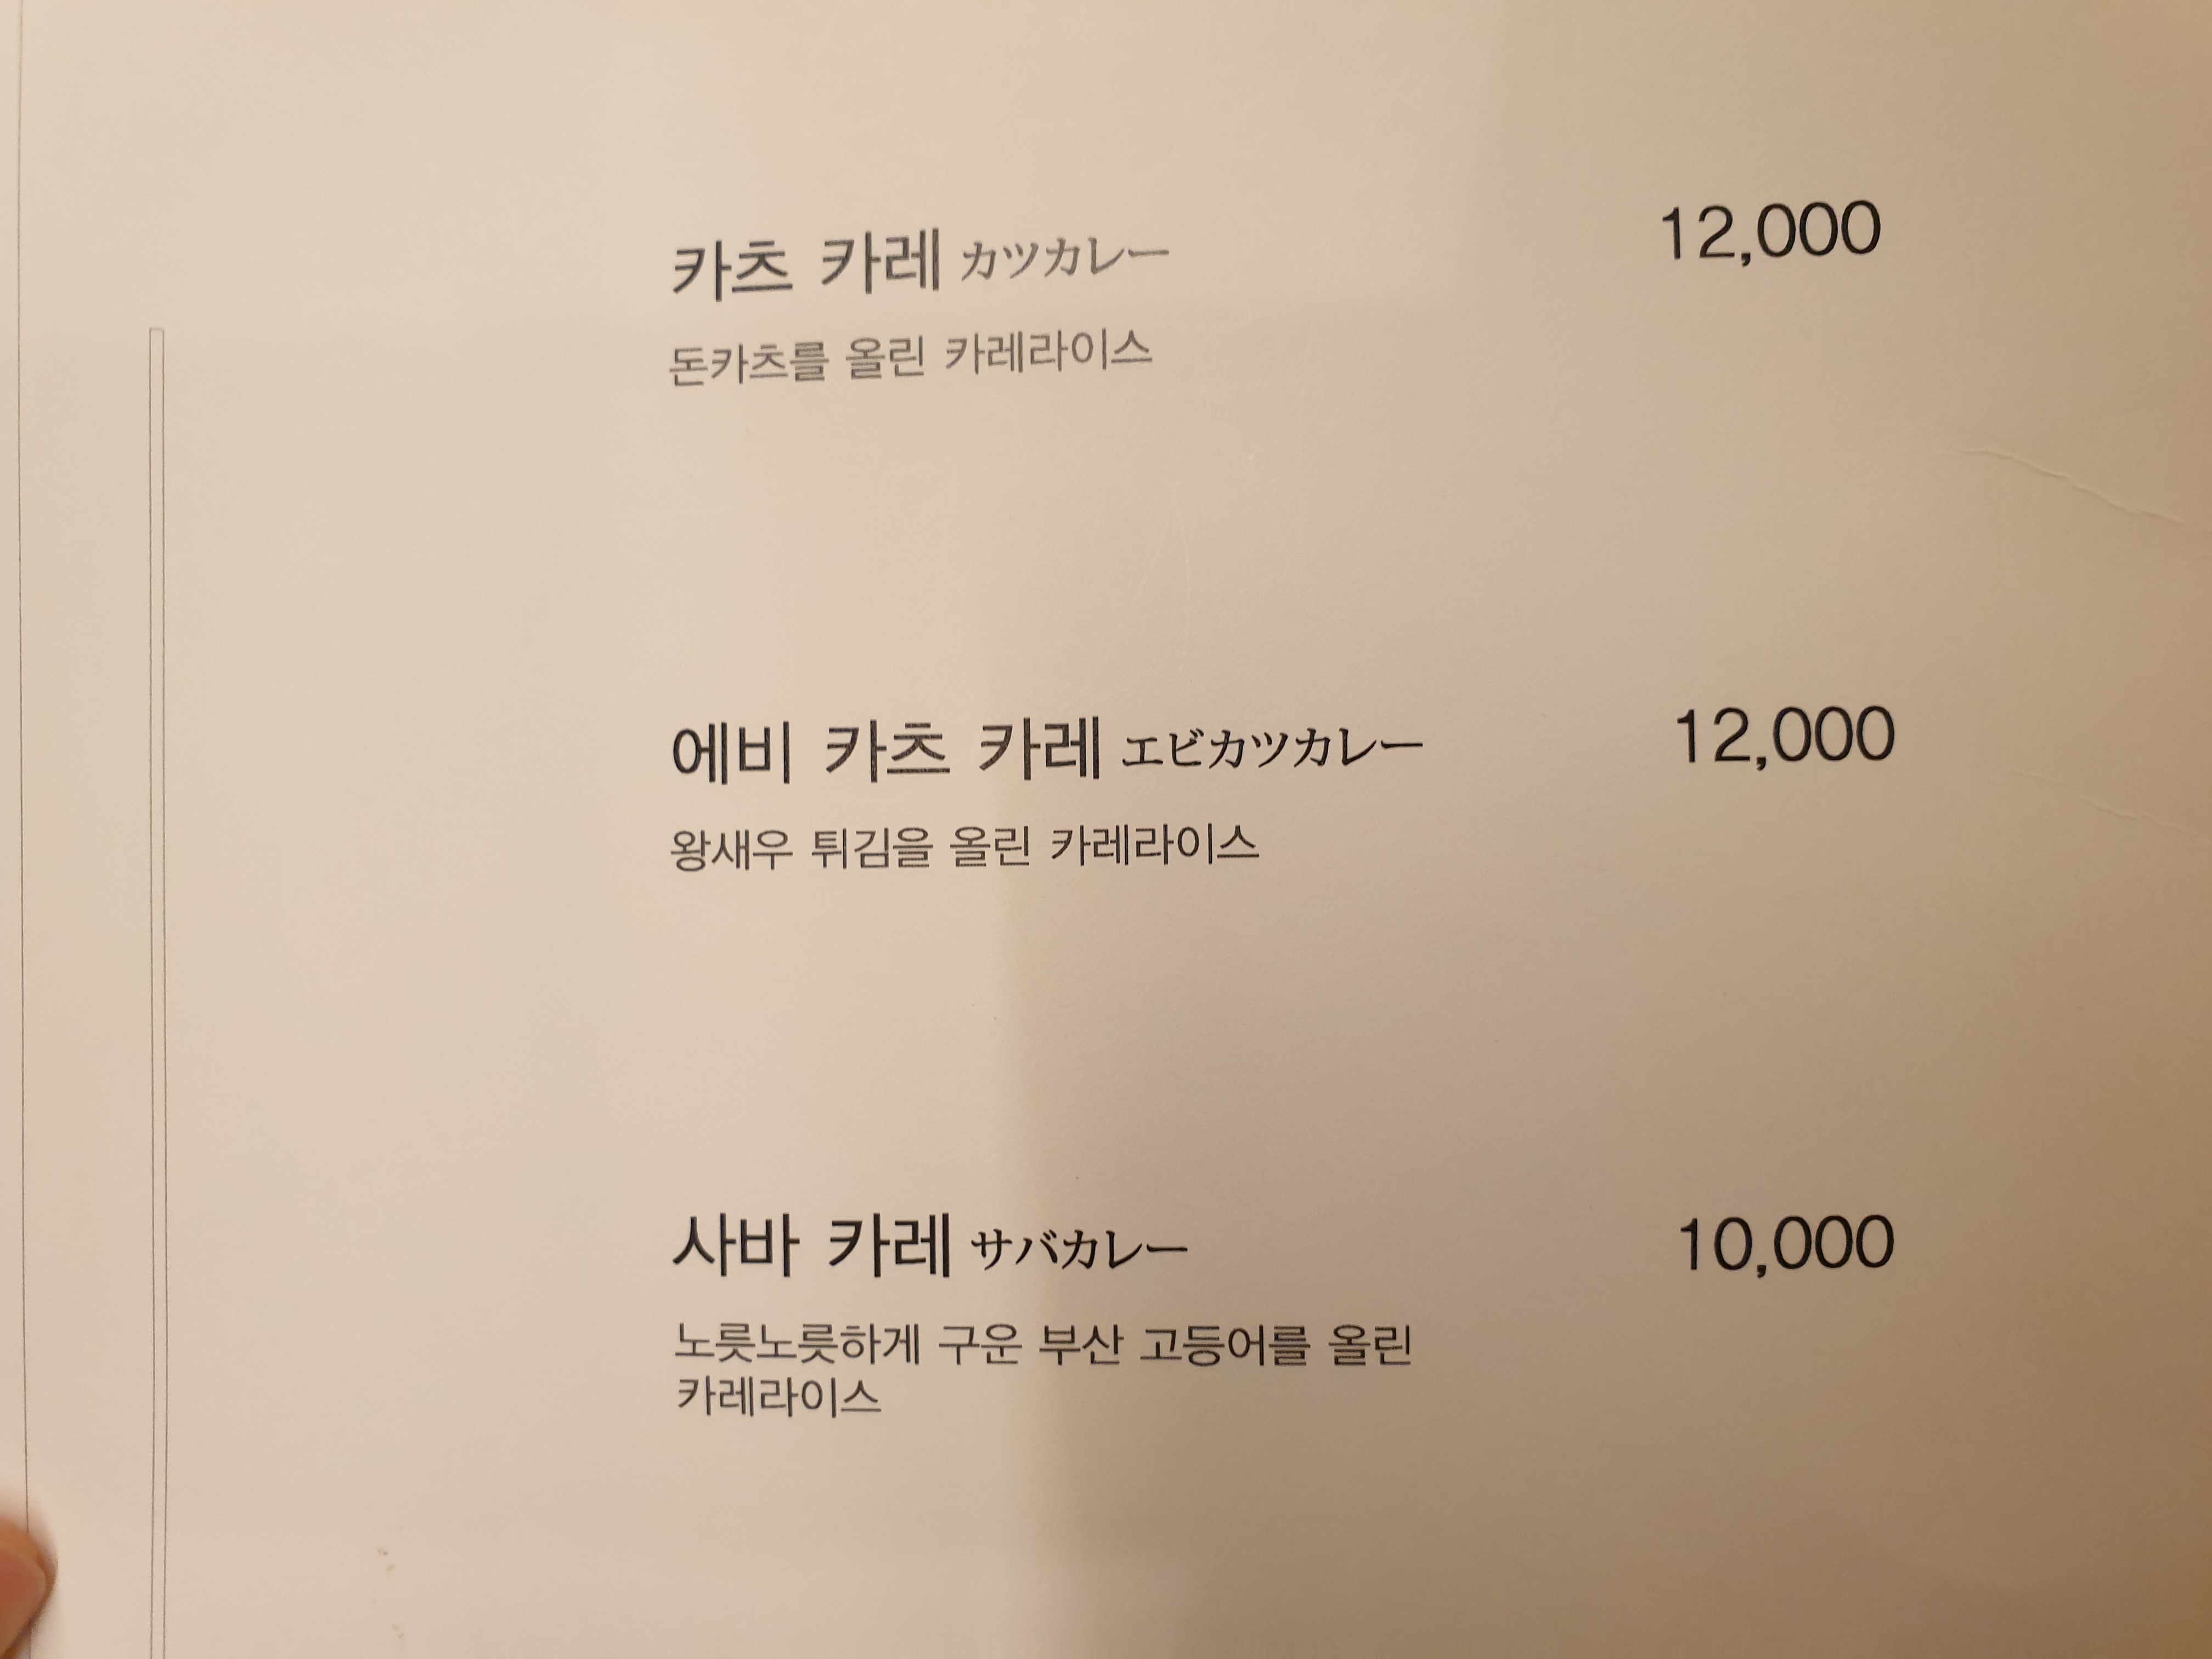 카츠 카레 カツカレー 12,000
돈카츠를 올린 카레라이스
에비 카츠 카레 エビカツカレー 12,000
왕새우 튀김을 올린 카레라이스
사바 카레 サバカレー 10,000
노릇노릇하게 구운 부산 고등어를 올린
카레라이스